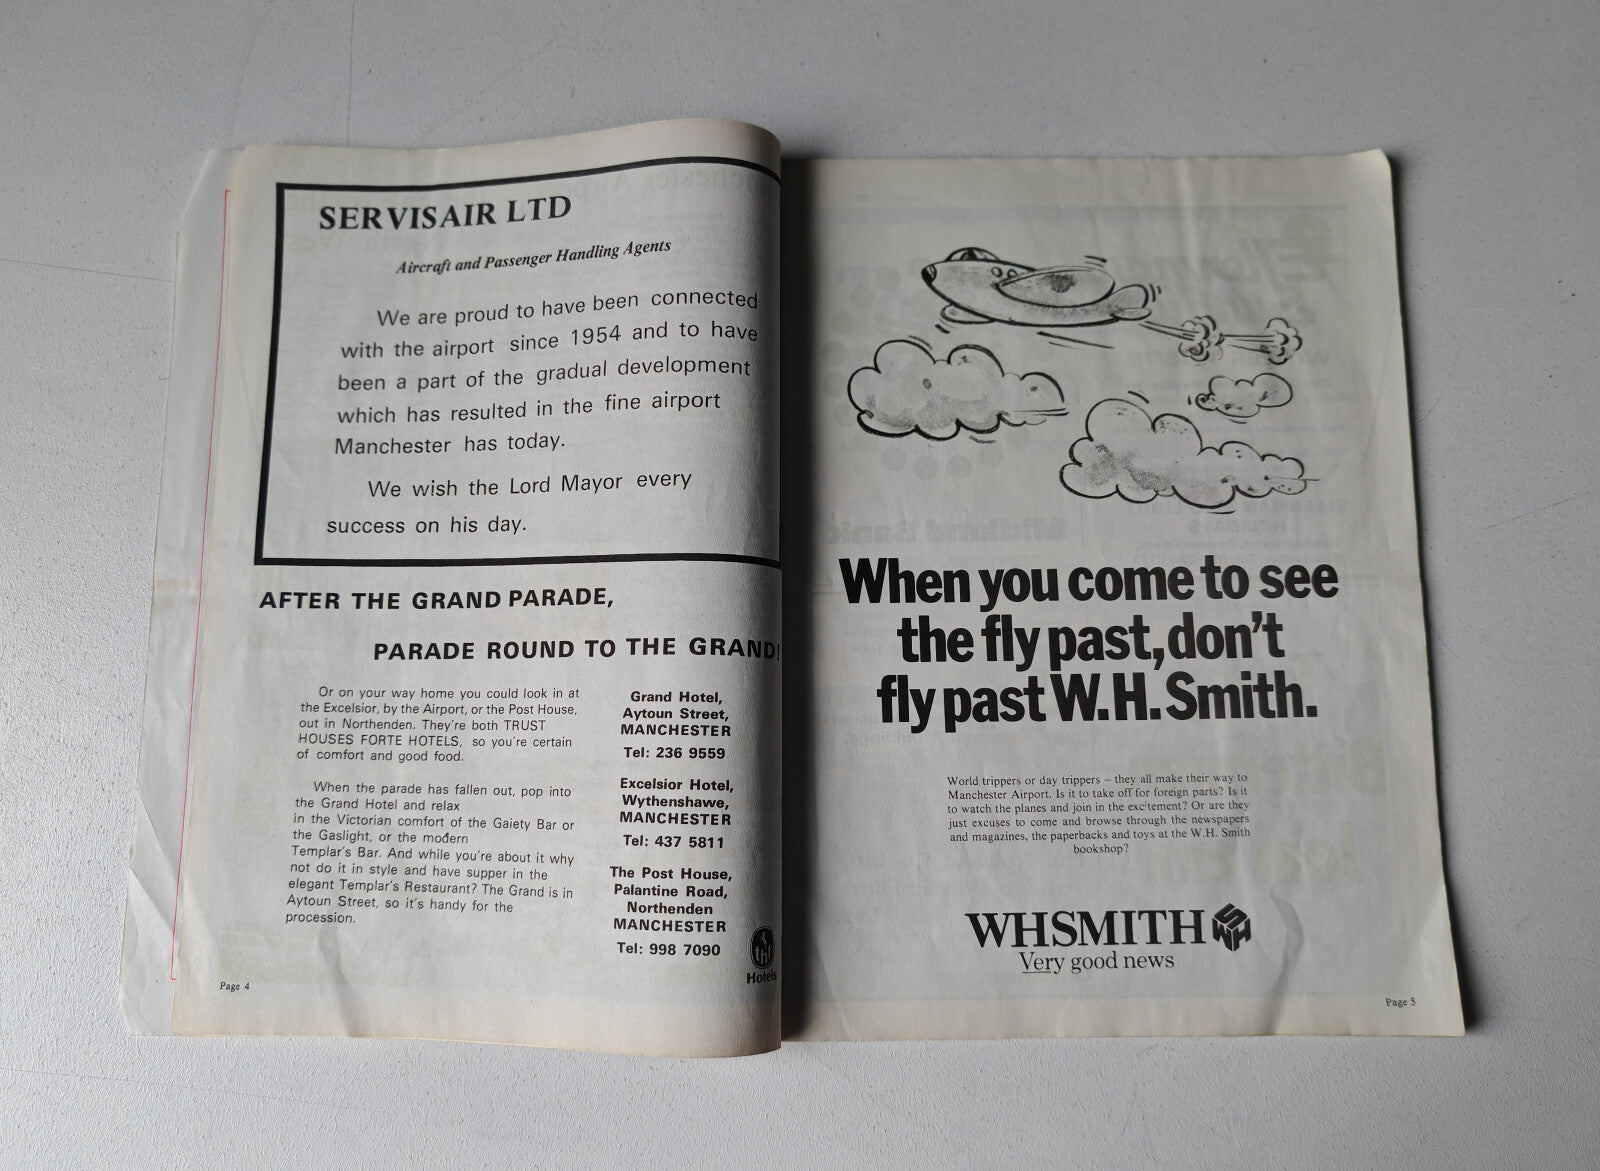 SERVISAIR LTD
Aircraft and Passenger Handling Agents
We are proud to have been connected
with the airport since 1954 and to have
been a part of the gradual development
which has resulted in the fine airport
Manchester has today.
We wish the Lord Mayor every
success on his day.
AFTER THE GRAND PARADE,
PARADE ROUND TO THE GRAND!
Or on your way home you could look in at
the Excelsior, by the Airport, or the Post House,
out in Northenden. They're both TRUST
HOUSES FORTE HOTELS, so you're certain
of comfort and good food.
When the parade has fallen out, pop into
the Grand Hotel and relax
in the Victorian comfort of the Gaiety Bar or
the Gaslight, or the modern
Templar's Bar. And while you're about it why
not do it in style and have supper in the
elegant Templar's Restaurant? The Grand is in
Aytoun Street, so it's handy for the
procession.
Grand Hotel,
Aytoun Street,
MANCHESTER
Tel: 236 9559
Excelsior Hotel,
Wythenshawe,
MANCHESTER
Tel: 437 5811
The Post House,
Palantine Road,
Northenden
MANCHESTER
Tel: 998 7090
thf
Hotels
Page 4
When you come to see
the fly past, don't
fly past W.H. Smith.
World trippers or day trippers – they all make their way to
Manchester Airport. Is it to take off for foreign parts? Is it
to watch the planes and join in the excitement? Or are they
just excuses to come and browse through the newspapers
and magazines, the paperbacks and toys at the W.H. Smith
bookshop?
WHSMITH
SWH
Very good news
Page 5